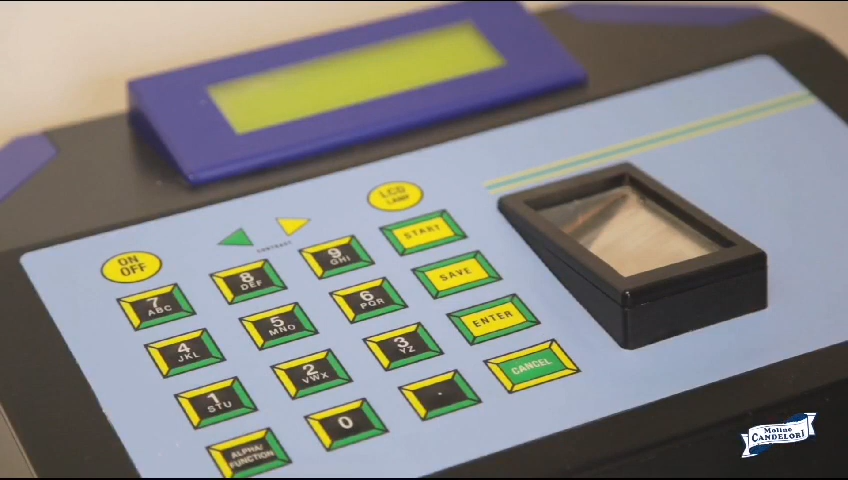 LCD
LAMP
CONTRAST
ON
OFF
7
ABC
8
DEF
9
GHI
START
4
JKL
5
MNO
6
PQR
SAVE
1
STU
2
VWX
3
YZ
ENTER
ALPHA/
FUNCTION
0
.
CANCEL
Molino
CANDELORI